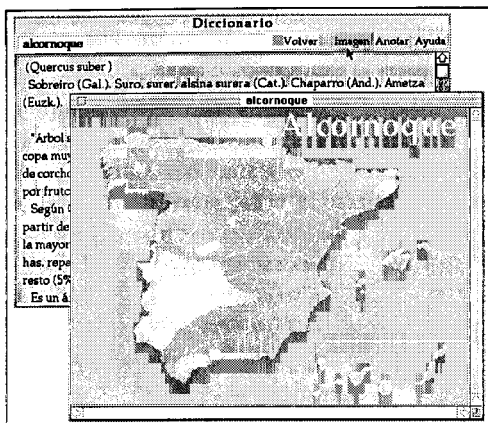 Diccionario
alcornoque Volver Imagen Anotar Ayuda
(Quercus suber )
Sobreiro (Gal.). Suro, surer, alsina surera (Cat.). Chaparro (And.), Ametza
(Euzk.).
alcornoque
Alcornoque
"Arbol
copa muy
de corcho
por fruto
Según
partir de
la mayor
has, repa
resto (5%
Es un á